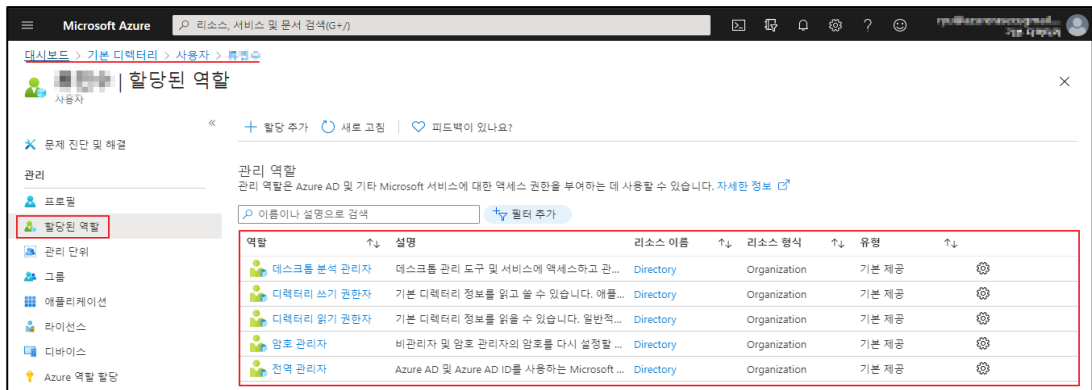 Microsoft Azure
리소스, 서비스 및 문서 검색(G+/)
대시보드 > 기본 디렉터리 > 사용자 >
| 할당된 역할
사용자
문제 진단 및 해결
관리
프로필
할당된 역할
관리 단위
그룹
애플리케이션
라이선스
디바이스
Azure 역할 할당
할당 추가 새로 고침 피드백이 있나요?
관리 역할
관리 역할은 Azure AD 및 기타 Microsoft 서비스에 대한 액세스 권한을 부여하는 데 사용할 수 있습니다. 자세한 정보
이름이나 설명으로 검색 필터 추가
역할 설명 리소스 이름 리소스 형식 유형
데스크톱 분석 관리자 데스크톱 관리 도구 및 서비스에 액세스하고 관... Directory Organization 기본 제공
디렉터리 쓰기 권한자 기본 디렉터리 정보를 읽고 쓸 수 있습니다. 애플... Directory Organization 기본 제공
디렉터리 읽기 권한자 기본 디렉터리 정보를 읽을 수 있습니다. 일반적... Directory Organization 기본 제공
암호 관리자 비관리자 및 암호 관리자의 암호를 다시 설정할 ... Directory Organization 기본 제공
전역 관리자 Azure AD 및 Azure AD ID를 사용하는 Microsoft ... Directory Organization 기본 제공